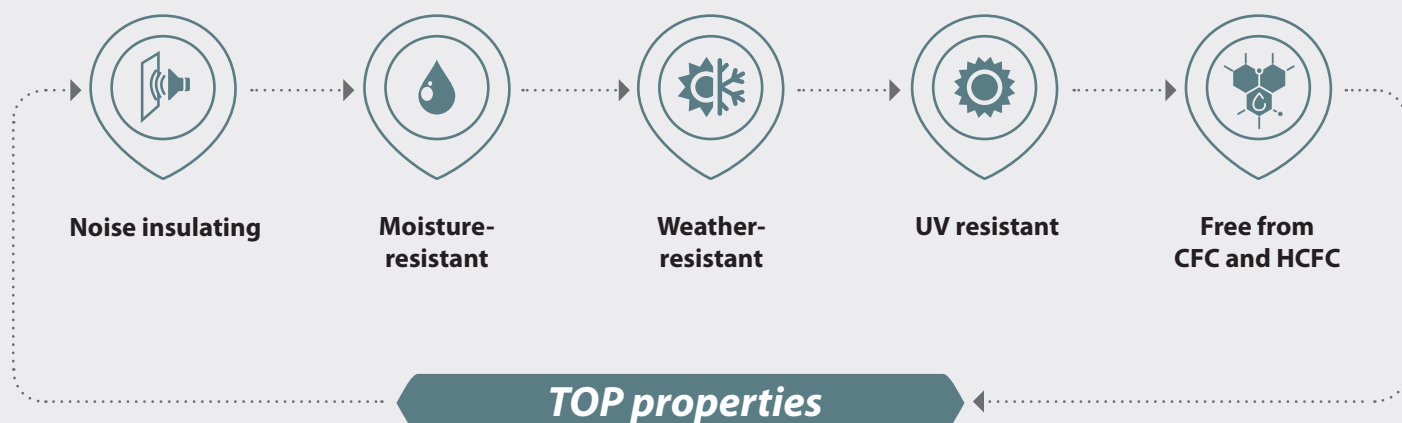 Noise insulating
Moisture-
resistant
Weather-
resistant
UV resistant
Free from
CFC and HCFC
TOP properties